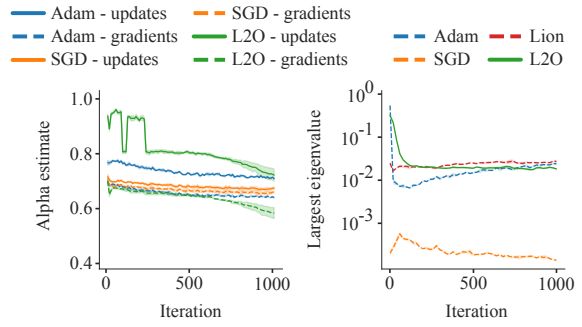 Adam - updates
Adam - gradients
SGD - updates
SGD - gradients
L2O - updates
L2O - gradients
Adam
SGD
Lion
L2O
Alpha estimate
1.0
0.8
0.6
0.4
0
500
1000
Iteration
Largest eigenvalue
10^0
10^-1
10^-2
10^-3
0
500
1000
Iteration